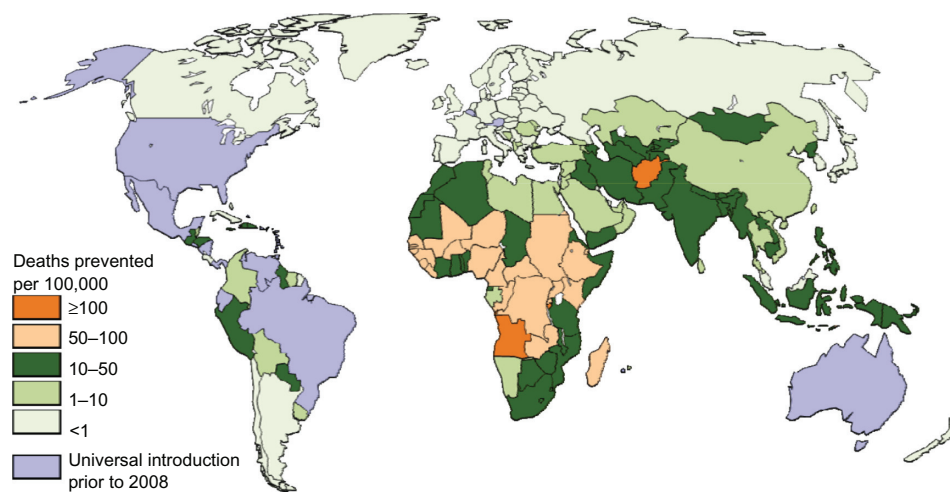 Deaths prevented
per 100,000
≥100
50–100
10–50
1–10
<1
Universal introduction
prior to 2008